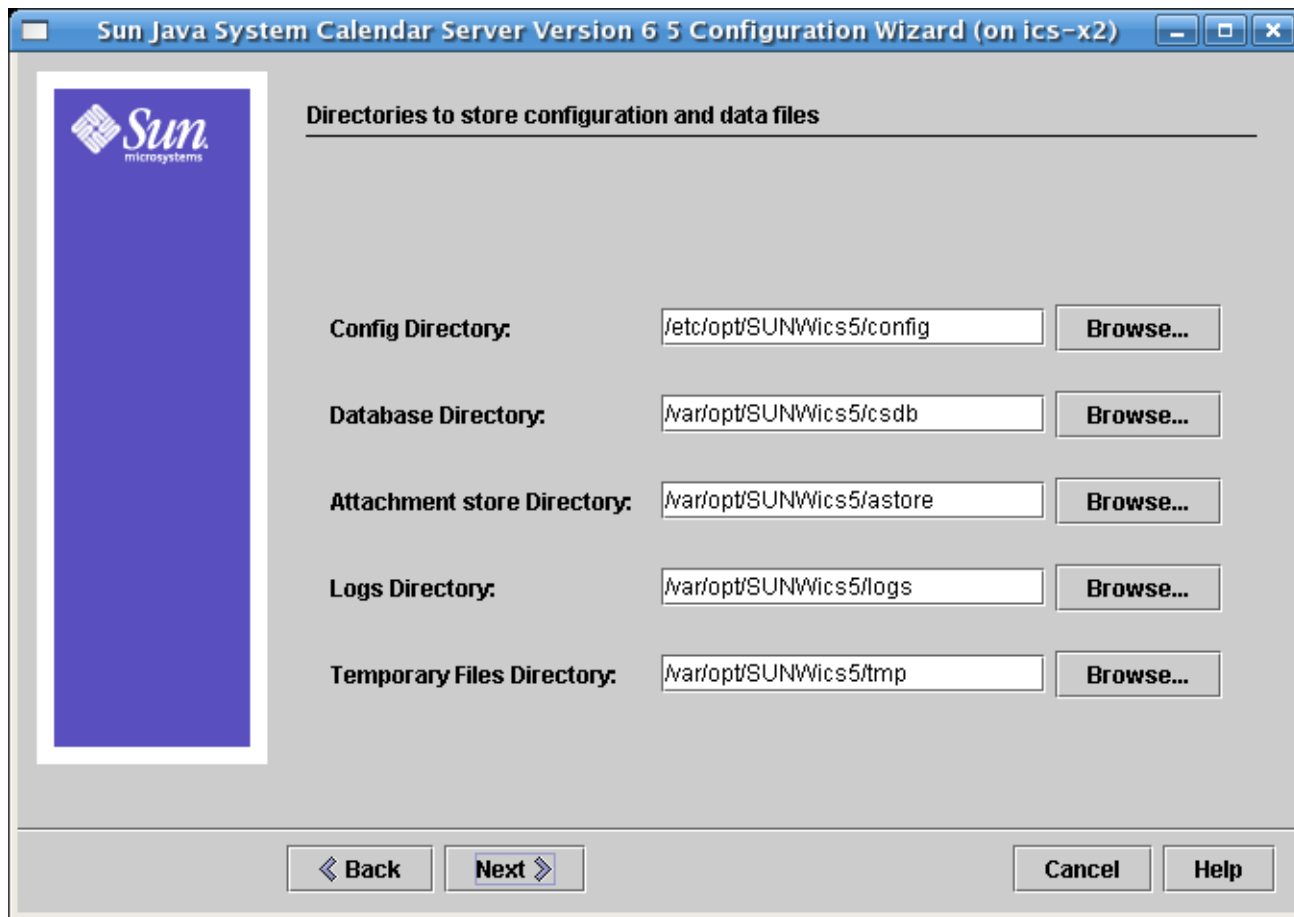 Sun Java System Calendar Server Version 6 5 Configuration Wizard (on ics-x2)
Sun
microsystems
Directories to store configuration and data files
Config Directory: /etc/opt/SUNWics5/config Browse...
Database Directory: /var/opt/SUNWics5/csdb Browse...
Attachment store Directory: /var/opt/SUNWics5/astore Browse...
Logs Directory: /var/opt/SUNWics5/logs Browse...
Temporary Files Directory: /var/opt/SUNWics5/tmp Browse...
Back Next Cancel Help